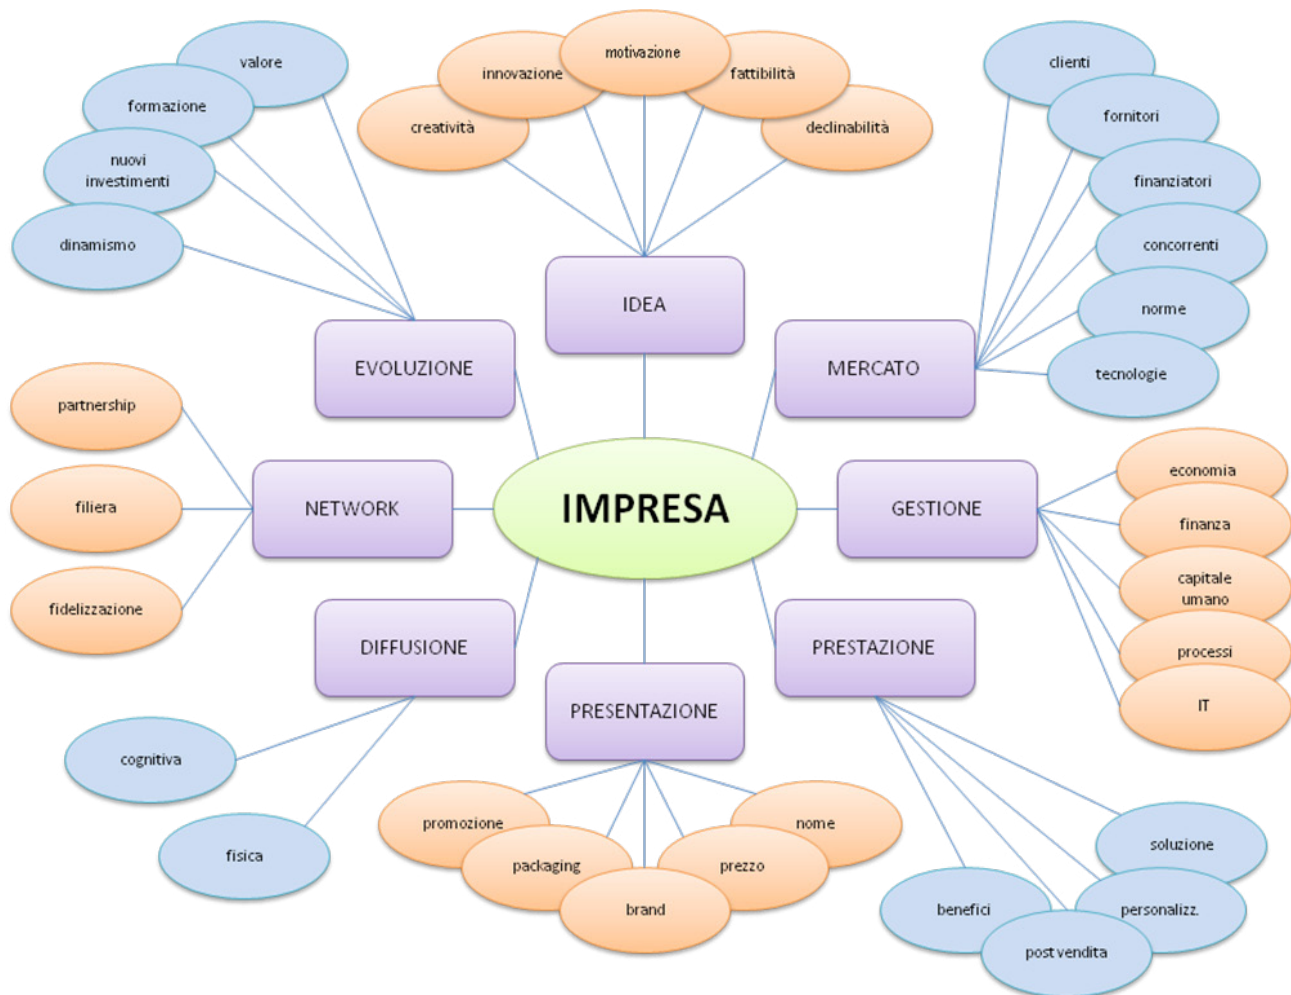 valore
formazione
nuovi
investimenti
dinamismo
motivazione
innovazione
fattibilità
creatività
declinabilità
clienti
fornitori
finanziatori
concorrenti
norme
tecnologie
IDEA
EVOLUZIONE
MERCATO
partnership
filiera
fidelizzazione
NETWORK
IMPRESA
GESTIONE
economia
finanza
capitale
umano
processi
IT
DIFFUSIONE
PRESTAZIONE
PRESENTAZIONE
cognitiva
fisica
promozione
packaging
brand
prezzo
nome
benefici
post vendita
personalizz.
soluzione